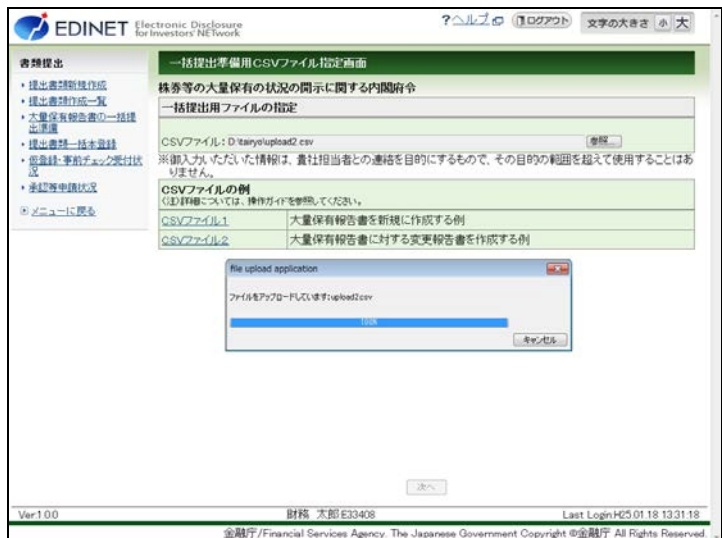 EDINET Electronic Disclosure for Investors' NETwork
?ヘルプ ログアウト 文字の大きさ 小 大
書類提出
・提出書類新規作成
・提出書類作成一覧
・大量保有報告書の一括提出準備
・提出書類一括本登録
・仮登録・事前チェック受付状況
・承認等申請状況
メニューに戻る
一括提出準備用CSVファイル指定画面
株券等の大量保有の状況の開示に関する内閣府令
一括提出用ファイルの指定
CSVファイル: D:\tairyo\upload2.csv 参照...
※御入力いただいた情報は、貴社担当者との連絡を目的にするもので、その目的の範囲を超えて使用することはありません。
CSVファイルの例
(注)詳細については、操作ガイドを参照してください。
CSVファイル1 大量保有報告書を新規に作成する例
CSVファイル2 大量保有報告書に対する変更報告書を作成する例
file upload application
ファイルをアップロードしています:upload2.csv
100%
キャンセル
次へ
Ver.1.0.0 財務 太郎 E33408 Last Login:H25.01.18 13:31:18
金融庁/Financial Services Agency, The Japanese Government Copyright ©金融庁 All Rights Reserved.